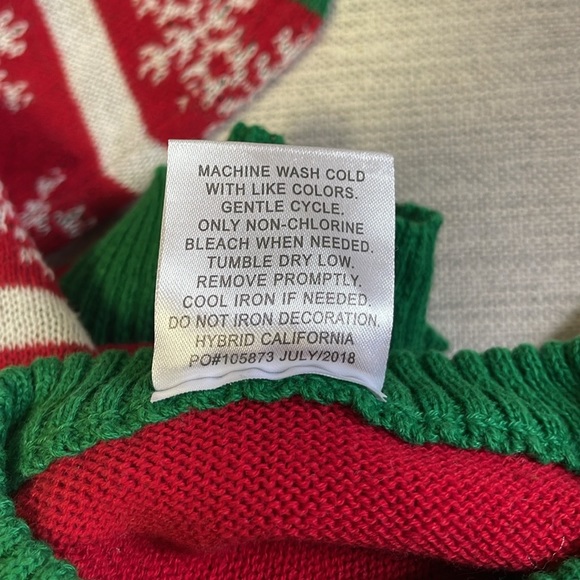 MACHINE WASH COLD
WITH LIKE COLORS.
GENTLE CYCLE.
ONLY NON-CHLORINE
BLEACH WHEN NEEDED.
TUMBLE DRY LOW.
REMOVE PROMPTLY.
COOL IRON IF NEEDED.
DO NOT IRON DECORATION.
HYBRID CALIFORNIA
PO#105873 JULY/2018